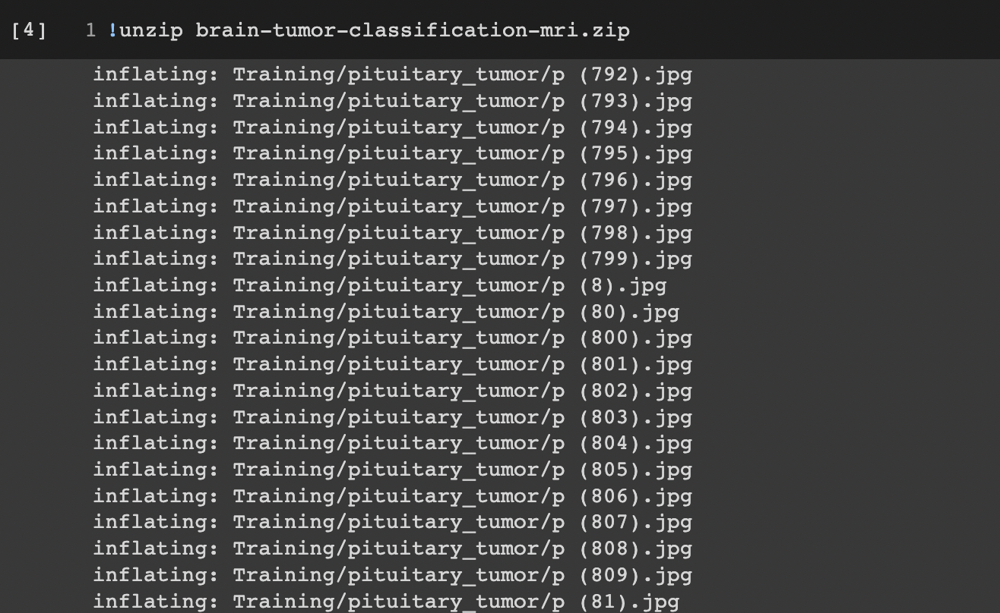 [4] 1 !unzip brain-tumor-classification-mri.zip
inflating: Training/pituitary_tumor/p (792).jpg
inflating: Training/pituitary_tumor/p (793).jpg
inflating: Training/pituitary_tumor/p (794).jpg
inflating: Training/pituitary_tumor/p (795).jpg
inflating: Training/pituitary_tumor/p (796).jpg
inflating: Training/pituitary_tumor/p (797).jpg
inflating: Training/pituitary_tumor/p (798).jpg
inflating: Training/pituitary_tumor/p (799).jpg
inflating: Training/pituitary_tumor/p (8).jpg
inflating: Training/pituitary_tumor/p (80).jpg
inflating: Training/pituitary_tumor/p (800).jpg
inflating: Training/pituitary_tumor/p (801).jpg
inflating: Training/pituitary_tumor/p (802).jpg
inflating: Training/pituitary_tumor/p (803).jpg
inflating: Training/pituitary_tumor/p (804).jpg
inflating: Training/pituitary_tumor/p (805).jpg
inflating: Training/pituitary_tumor/p (806).jpg
inflating: Training/pituitary_tumor/p (807).jpg
inflating: Training/pituitary_tumor/p (808).jpg
inflating: Training/pituitary_tumor/p (809).jpg
inflating: Training/pituitary_tumor/p (81).jpg